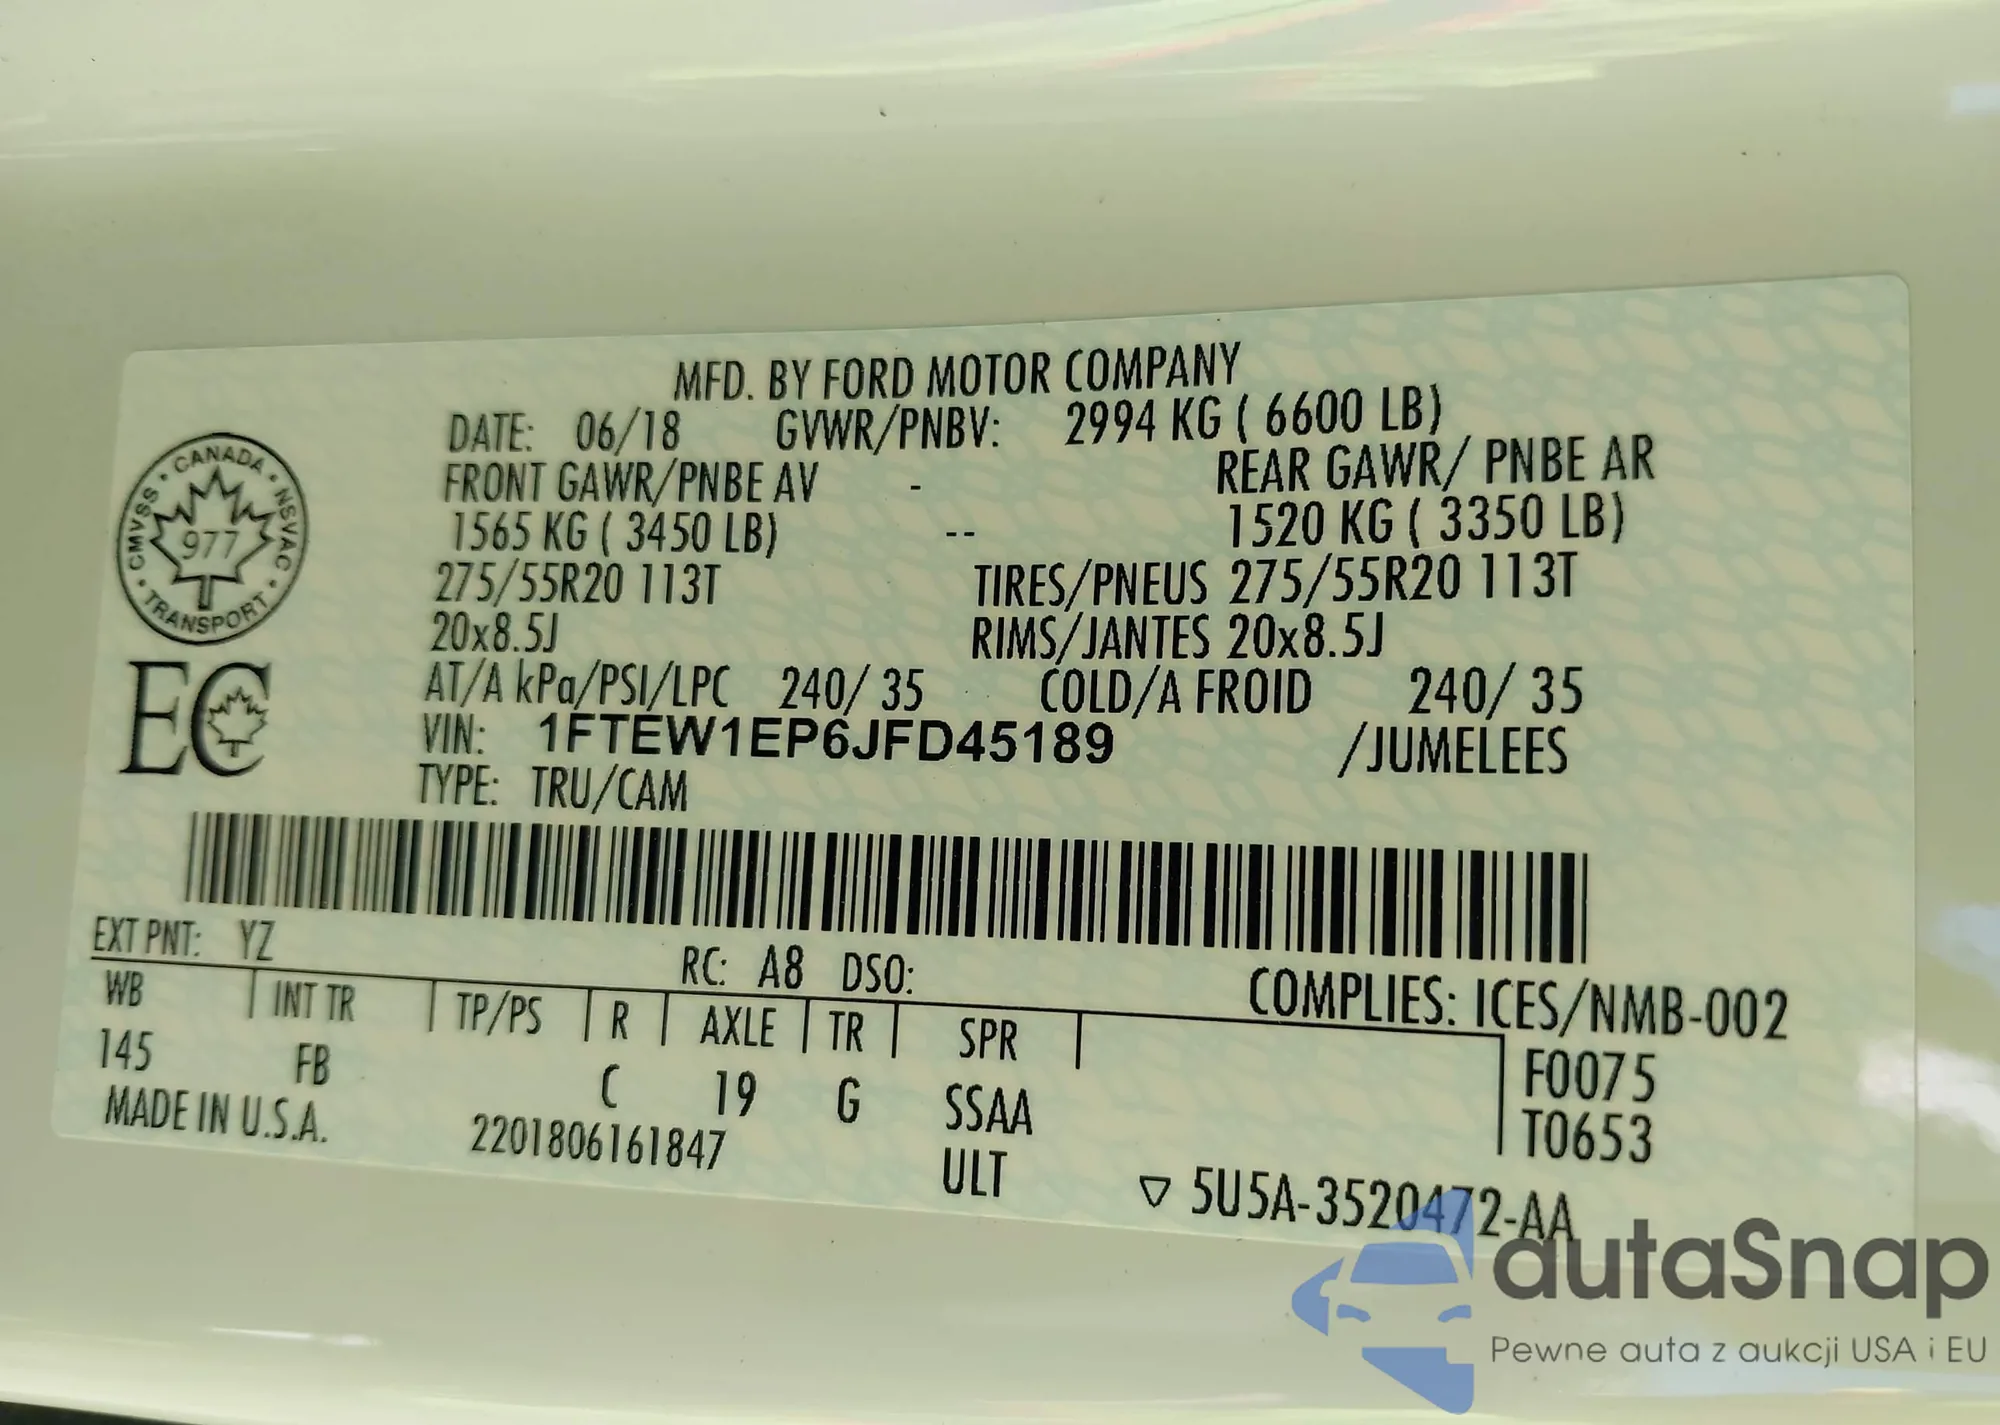 MFD. BY FORD MOTOR COMPANY
DATE: 06/18 GVWR/PNBV: 2994 KG ( 6600 LB)
FRONT GAWR/PNBE AV - REAR GAWR/ PNBE AR
1565 KG ( 3450 LB) -- 1520 KG ( 3350 LB)
275/55R20 113T TIRES/PNEUS 275/55R20 113T
20x8.5J RIMS/JANTES 20x8.5J
AT/A kPa/PSI/LPC 240/ 35 COLD/A FROID 240/ 35
VIN: 1FTEW1EP6JFD45189 /JUMELEES
TYPE: TRU/CAM
CANADA
CMVSS
NSVAC
977
TRANSPORT
EC
EXT PNT: YZ RC: A8 DSO:
COMPLIES: ICES/NMB-002
WB INT TR TP/PS R AXLE TR SPR
F0075
145 FB C 19 G SSAA
T0653
MADE IN U.S.A. 2201806161847 ULT
▽ 5U5A-3520472-AA
autaSnap
Pewne auta z aukcji USA i EU